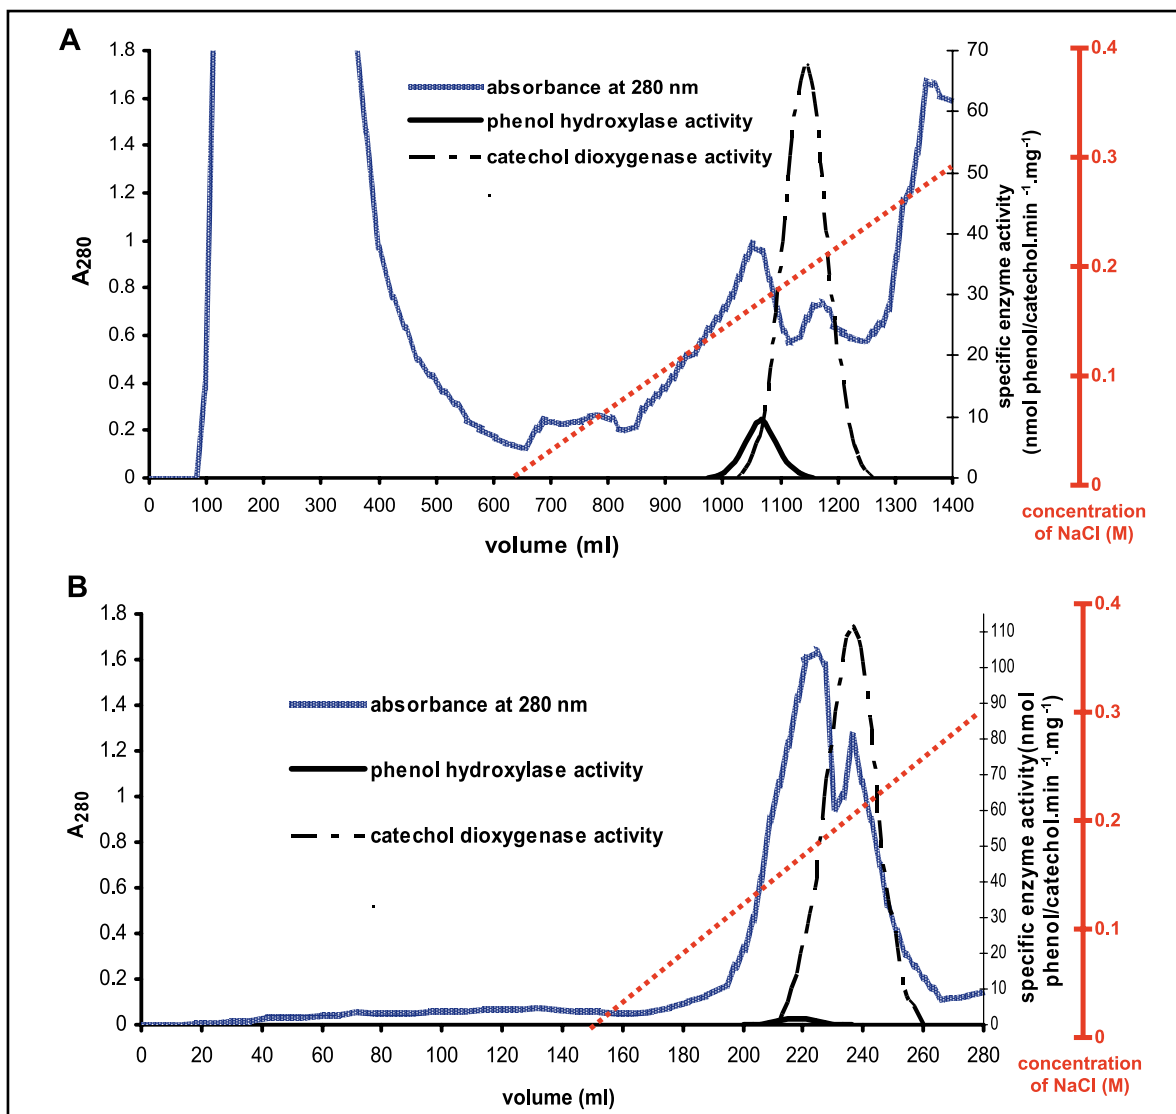 A
1.8
1.6
1.4
1.2
1
0.8
0.6
0.4
0.2
0
A280
absorbance at 280 nm
phenol hydroxylase activity
catechol dioxygenase activity
0 100 200 300 400 500 600 700 800 900 1000 1100 1200 1300 1400
volume (ml)
70
60
50
40
30
20
10
0
specific enzyme activity
(nmol phenol/catechol.min -1.mg-1)
0.4
0.3
0.2
0.1
0
concentration
of NaCl (M)
B
1.8
1.6
1.4
1.2
1
0.8
0.6
0.4
0.2
0
A280
absorbance at 280 nm
phenol hydroxylase activity
catechol dioxygenase activity
0 20 40 60 80 100 120 140 160 180 200 220 240 260 280
volume (ml)
110
100
90
80
70
60
50
40
30
20
10
0
specific enzyme activity(nmol
phenol/catechol.min -1.mg-1)
0.4
0.3
0.2
0.1
0
concentration
of NaCl (M)